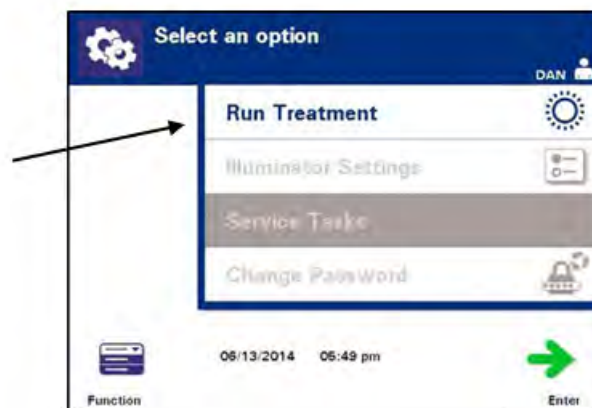 Select an option
DAN
Run Treatment
Illuminator Settings
Service Tasks
Change Password
06/13/2014 05:49 pm
Function
Enter